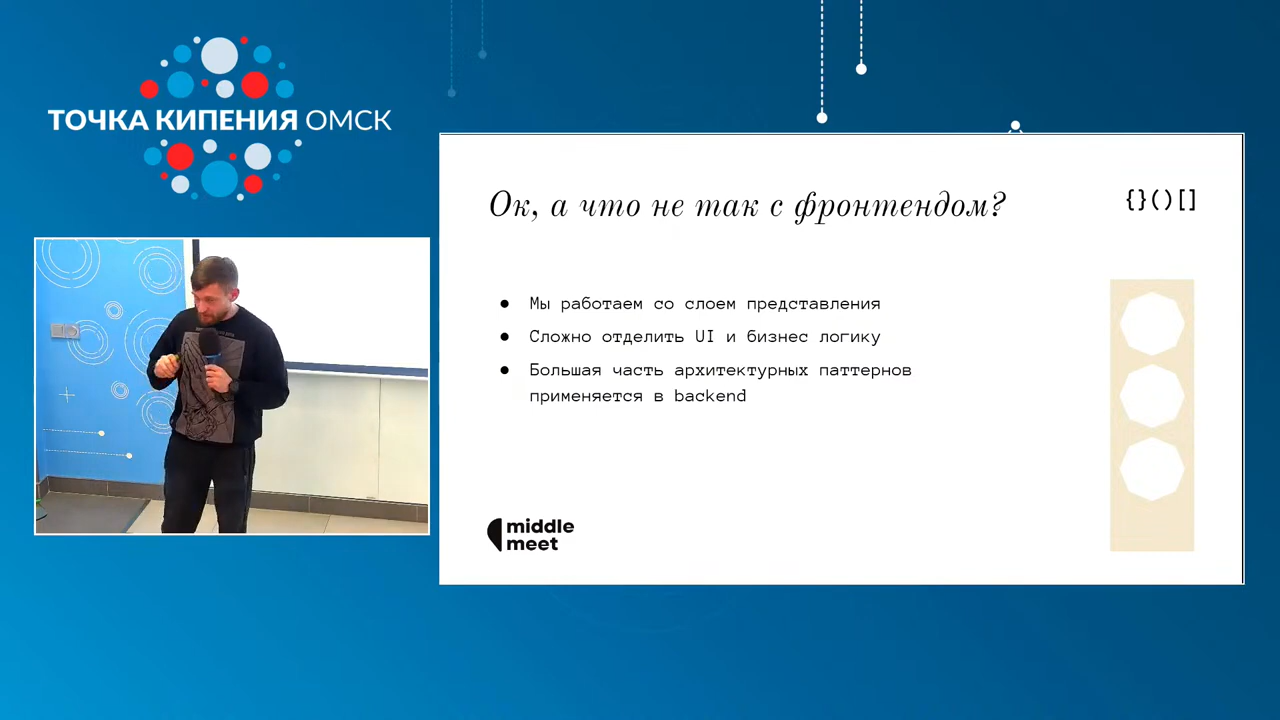 ТОЧКА КИПЕНИЯ ОМСК
Ок, а что не так с фронтендом?
{}()[]
● Мы работаем со слоем представления
● Сложно отделить UI и бизнес логику
● Большая часть архитектурных паттернов
применяется в backend
middle
meet